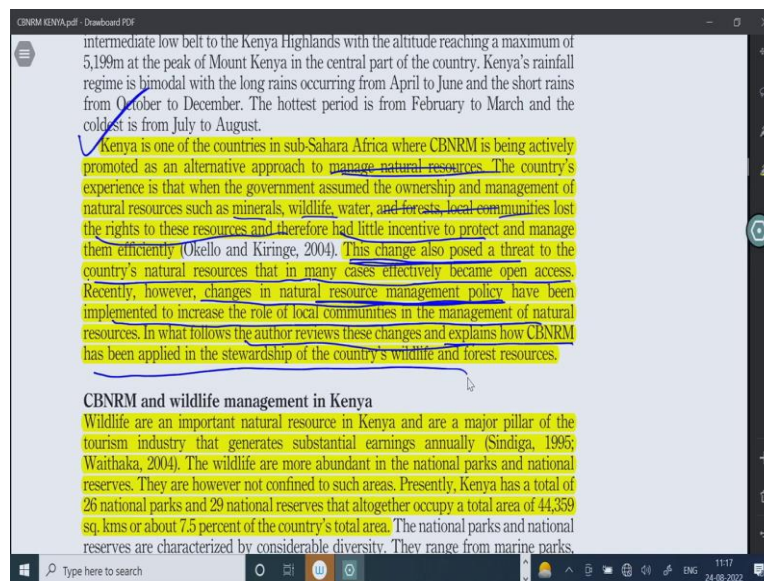 CBNRM KENYA.pdf - Drawboard PDF
intermediate low belt to the Kenya Highlands with the altitude reaching a maximum of
5,199m at the peak of Mount Kenya in the central part of the country. Kenya's rainfall
regime is bimodal with the long rains occurring from April to June and the short rains
from October to December. The hottest period is from February to March and the
coldest is from July to August.
Kenya is one of the countries in sub-Sahara Africa where CBNRM is being actively
promoted as an alternative approach to manage natural resources. The country's
experience is that when the government assumed the ownership and management of
natural resources such as minerals, wildlife, water, and forests, local communities lost
the rights to these resources and therefore had little incentive to protect and manage
them efficiently (Okello and Kiringe, 2004). This change also posed a threat to the
country's natural resources that in many cases effectively became open access.
Recently, however, changes in natural resource management policy have been
implemented to increase the role of local communities in the management of natural
resources. In what follows the author reviews these changes and explains how CBNRM
has been applied in the stewardship of the country's wildlife and forest resources.
CBNRM and wildlife management in Kenya
Wildlife are an important natural resource in Kenya and are a major pillar of the
tourism industry that generates substantial earnings annually (Sindiga, 1995;
Waithaka, 2004). The wildlife are more abundant in the national parks and national
reserves. They are however not confined to such areas. Presently, Kenya has a total of
26 national parks and 29 national reserves that altogether occupy a total area of 44,359
sq. kms or about 7.5 percent of the country's total area. The national parks and national
reserves are characterized by considerable diversity. They range from marine parks,
Type here to search
ENG
11:17
24-08-2022